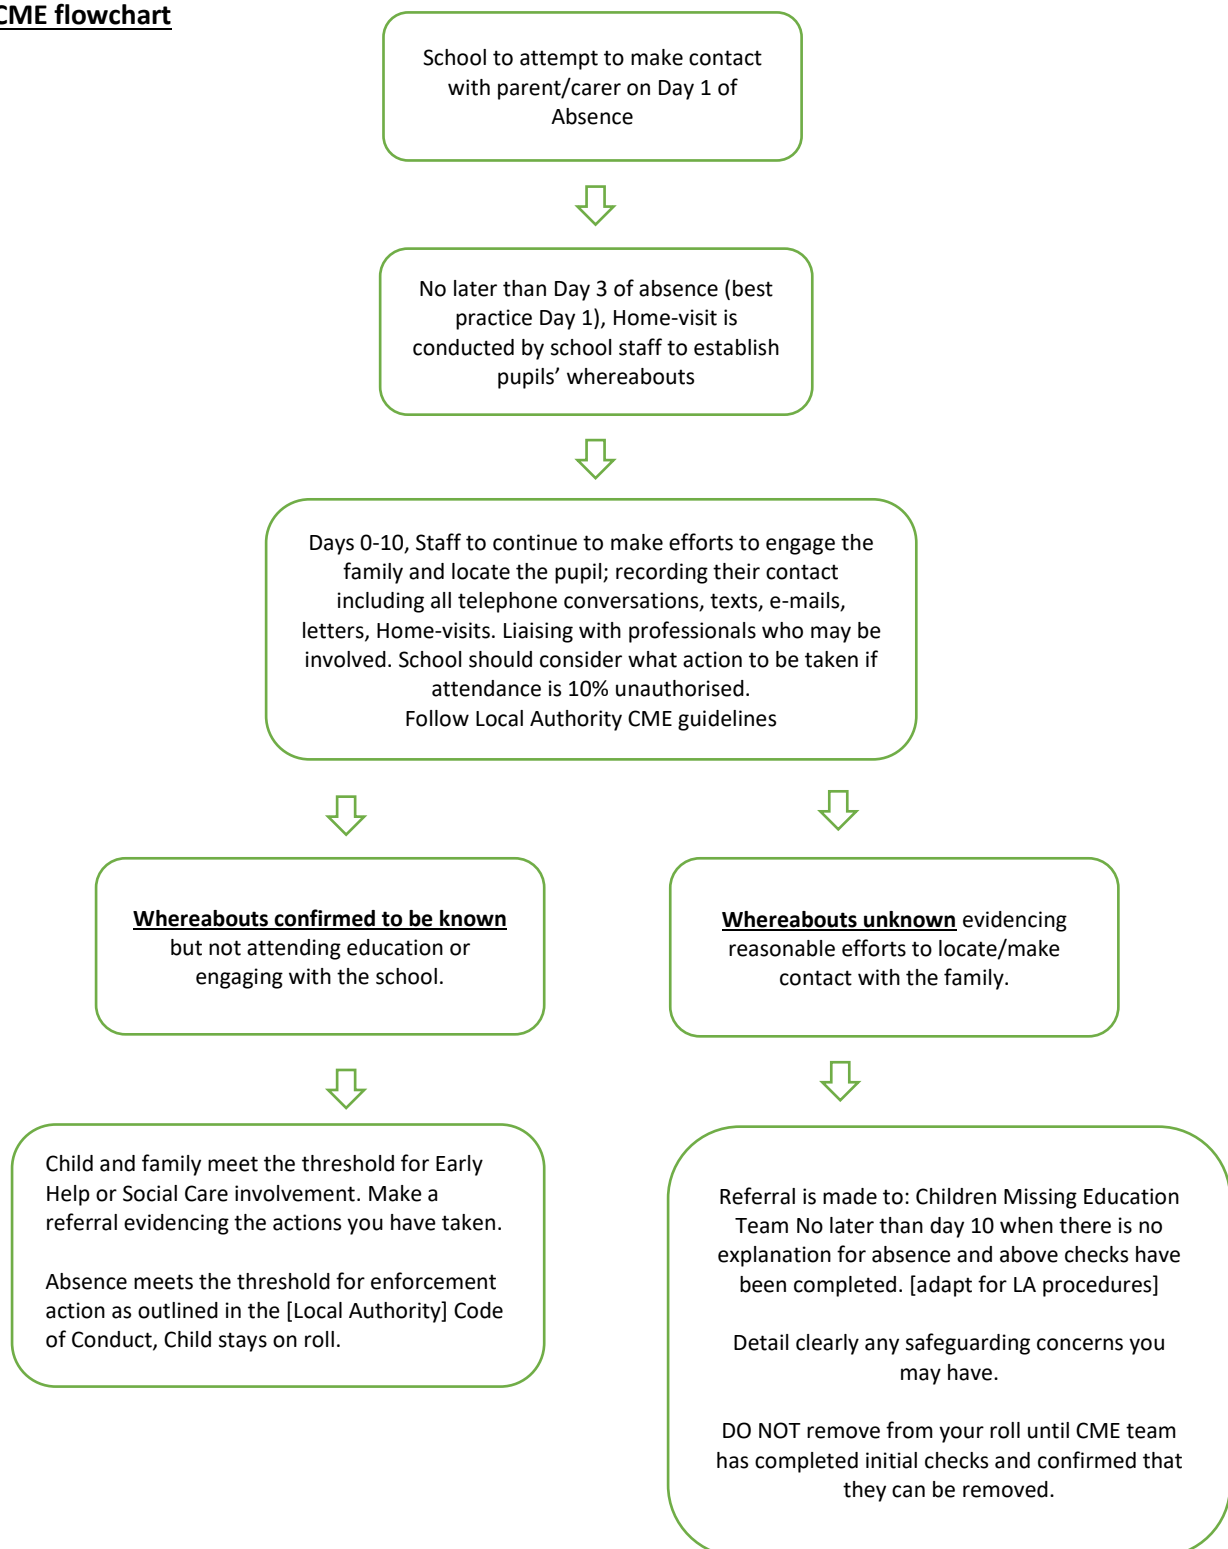 CME flowchart
School to attempt to make contact
with parent/carer on Day 1 of
Absence
No later than Day 3 of absence (best
practice Day 1), Home-visit is
conducted by school staff to establish
pupils’ whereabouts
Days 0-10, Staff to continue to make efforts to engage the
family and locate the pupil; recording their contact
including all telephone conversations, texts, e-mails,
letters, Home-visits. Liaising with professionals who may be
involved. School should consider what action to be taken if
attendance is 10% unauthorised.
Follow Local Authority CME guidelines
Whereabouts confirmed to be known
but not attending education or
engaging with the school.
Whereabouts unknown evidencing
reasonable efforts to locate/make
contact with the family.
Child and family meet the threshold for Early
Help or Social Care involvement. Make a
referral evidencing the actions you have taken.
Absence meets the threshold for enforcement
action as outlined in the [Local Authority] Code
of Conduct, Child stays on roll.
Referral is made to: Children Missing Education
Team No later than day 10 when there is no
explanation for absence and above checks have
been completed. [adapt for LA procedures]
Detail clearly any safeguarding concerns you
may have.
DO NOT remove from your roll until CME team
has completed initial checks and confirmed that
they can be removed.